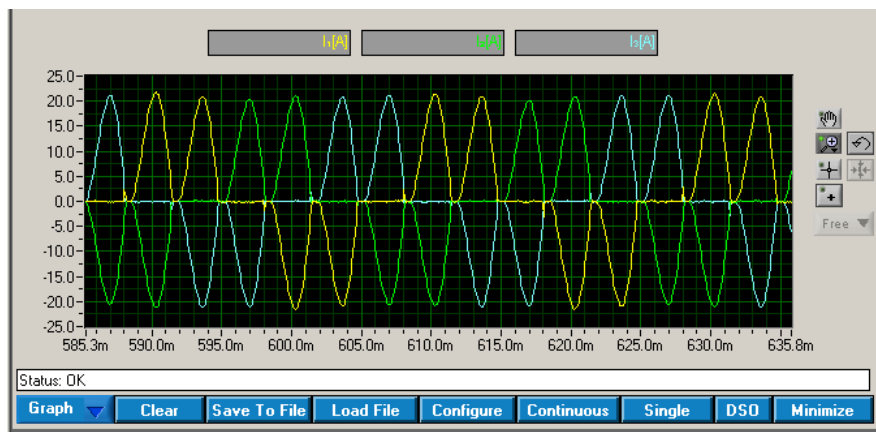 I₁[A] I₂[A] I₃[A]
25.0
20.0
15.0
10.0
5.0
0.0
-5.0
-10.0
-15.0
-20.0
-25.0
585.3m 590.0m 595.0m 600.0m 605.0m 610.0m 615.0m 620.0m 625.0m 630.0m 635.8m
Free
Status: OK
Graph Clear Save To File Load File Configure Continuous Single DSO Minimize